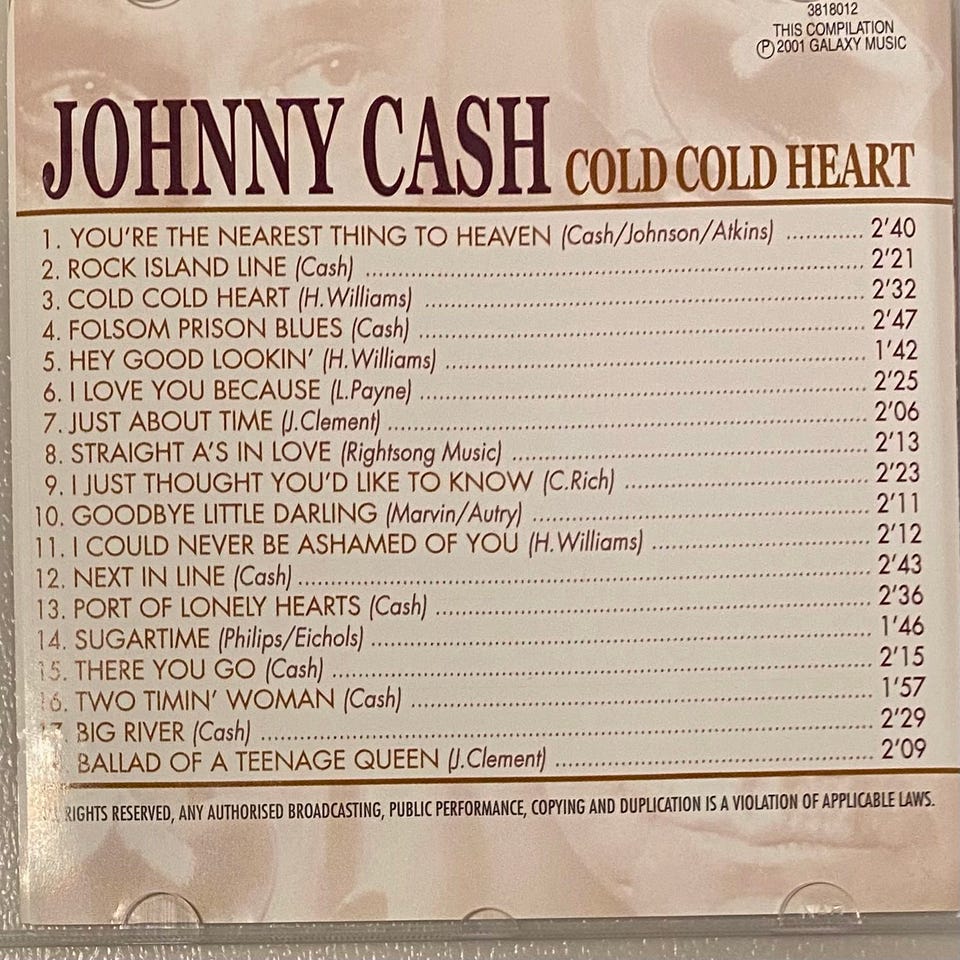 3818012
THIS COMPILATION
Ⓟ2001 GALAXY MUSIC
JOHNNY CASH COLD COLD HEART
1. YOU'RE THE NEAREST THING TO HEAVEN (Cash/Johnson/Atkins) ............ 2'40
2. ROCK ISLAND LINE (Cash) ............ 2'21
3. COLD COLD HEART (H.Williams) ............ 2'32
4. FOLSOM PRISON BLUES (Cash) ............ 2'47
5. HEY GOOD LOOKIN' (H.Williams) ............ 1'42
6. I LOVE YOU BECAUSE (L.Payne) ............ 2'25
7. JUST ABOUT TIME (J.Clement) ............ 2'06
8. STRAIGHT A'S IN LOVE (Rightsong Music) ............ 2'13
9. I JUST THOUGHT YOU'D LIKE TO KNOW (C.Rich) ............ 2'23
10. GOODBYE LITTLE DARLING (Marvin/Autry) ............ 2'11
11. I COULD NEVER BE ASHAMED OF YOU (H.Williams) ............ 2'12
12. NEXT IN LINE (Cash) ............ 2'43
13. PORT OF LONELY HEARTS (Cash) ............ 2'36
14. SUGARTIME (Philips/Eichols) ............ 1'46
15. THERE YOU GO (Cash) ............ 2'15
16. TWO TIMIN' WOMAN (Cash) ............ 1'57
17. BIG RIVER (Cash) ............ 2'29
BALLAD OF A TEENAGE QUEEN (J.Clement) ............ 2'09
RIGHTS RESERVED, ANY AUTHORISED BROADCASTING, PUBLIC PERFORMANCE, COPYING AND DUPLICATION IS A VIOLATION OF APPLICABLE LAWS.